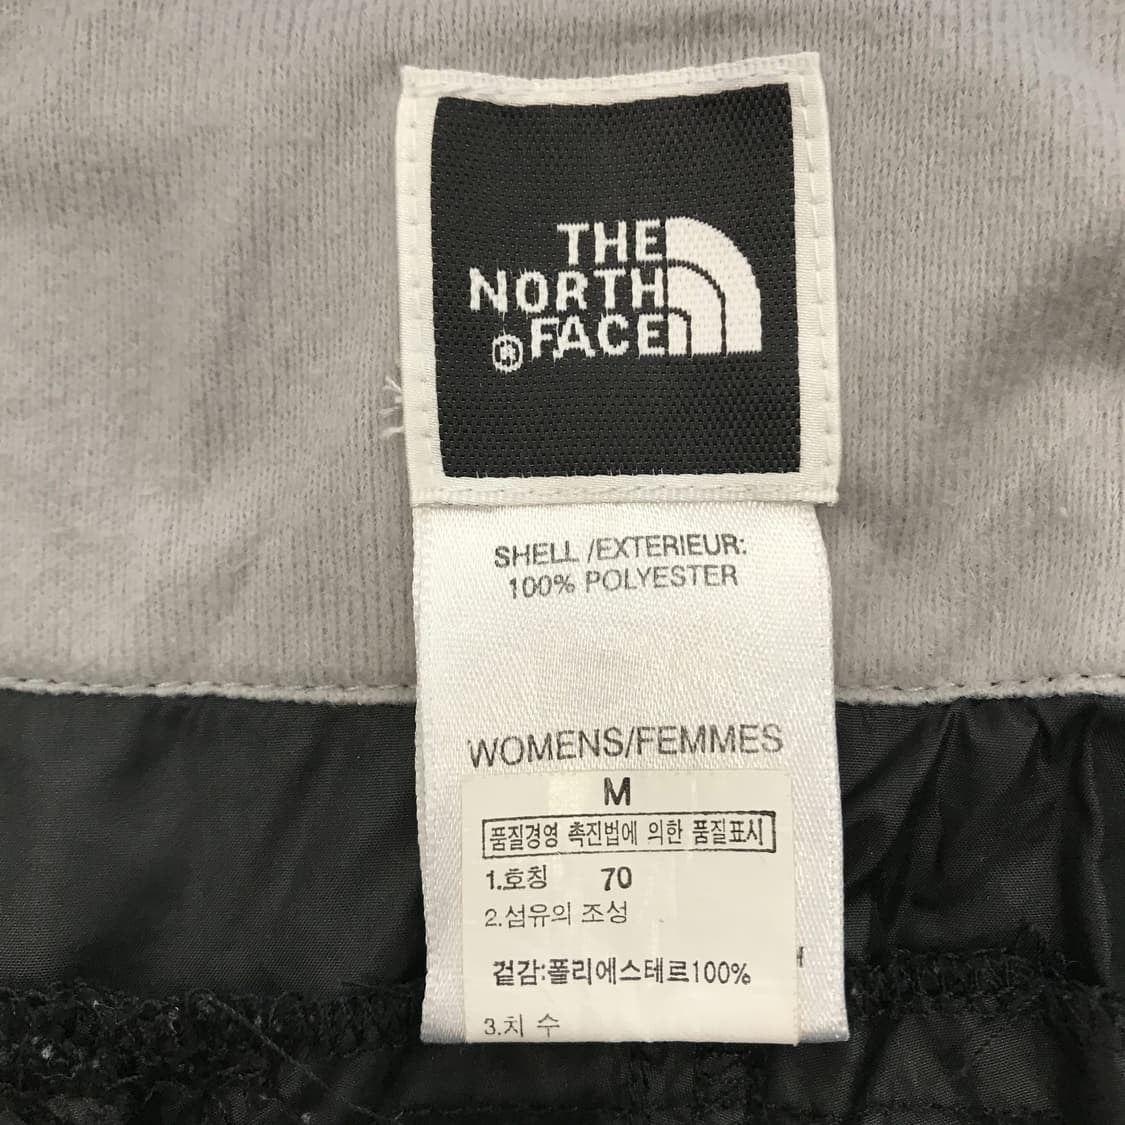 THE
NORTH
®FACE
SHELL /EXTERIEUR:
100% POLYESTER
WOMENS/FEMMES
M
품질경영 촉진법에 의한 품질표시
1.호칭 70
2.섬유의 조성
겉감:폴리에스테르100%
3.치 수